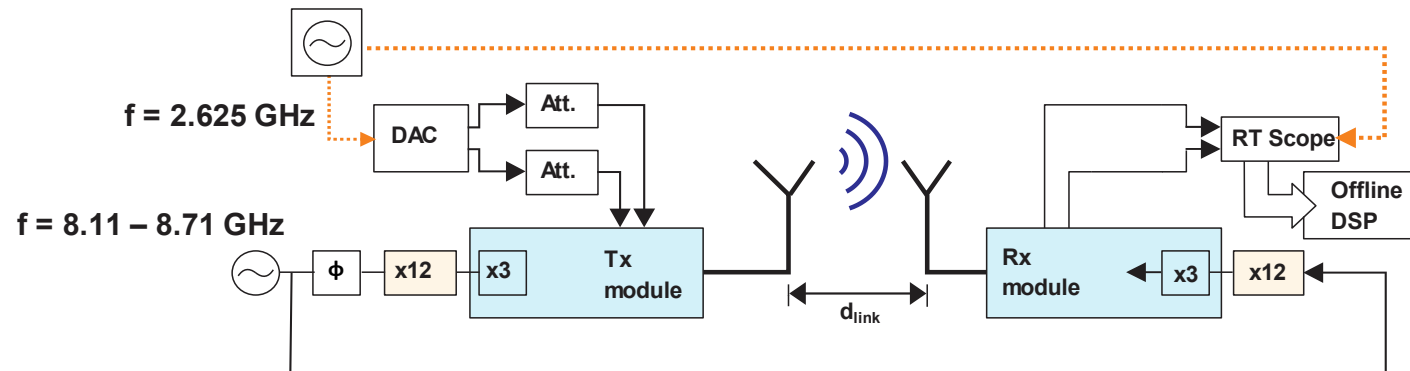 f = 2.625 GHz
DAC
Att.
Att.
RT Scope
Offline
DSP
f = 8.11 – 8.71 GHz
ϕ
x12
x3
Tx
module
dlink
Rx
module
x3
x12